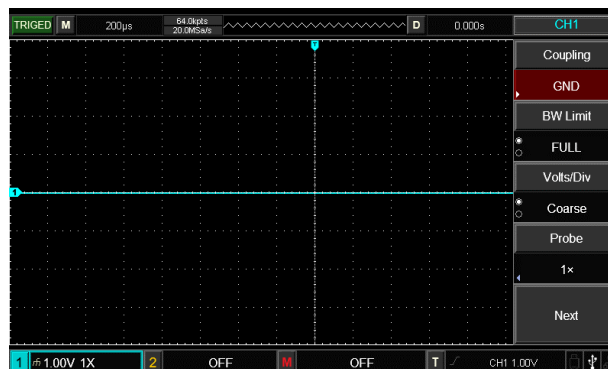 TRIGED M 200μs 64.0kpts D 0.000s CH1
20.0MSa/s
T
Coupling
GND
BW Limit
FULL
Volts/Div
1
Coarse
Probe
1×
Next
1 1.00V 1X 2 OFF M OFF T CH1 1.00V